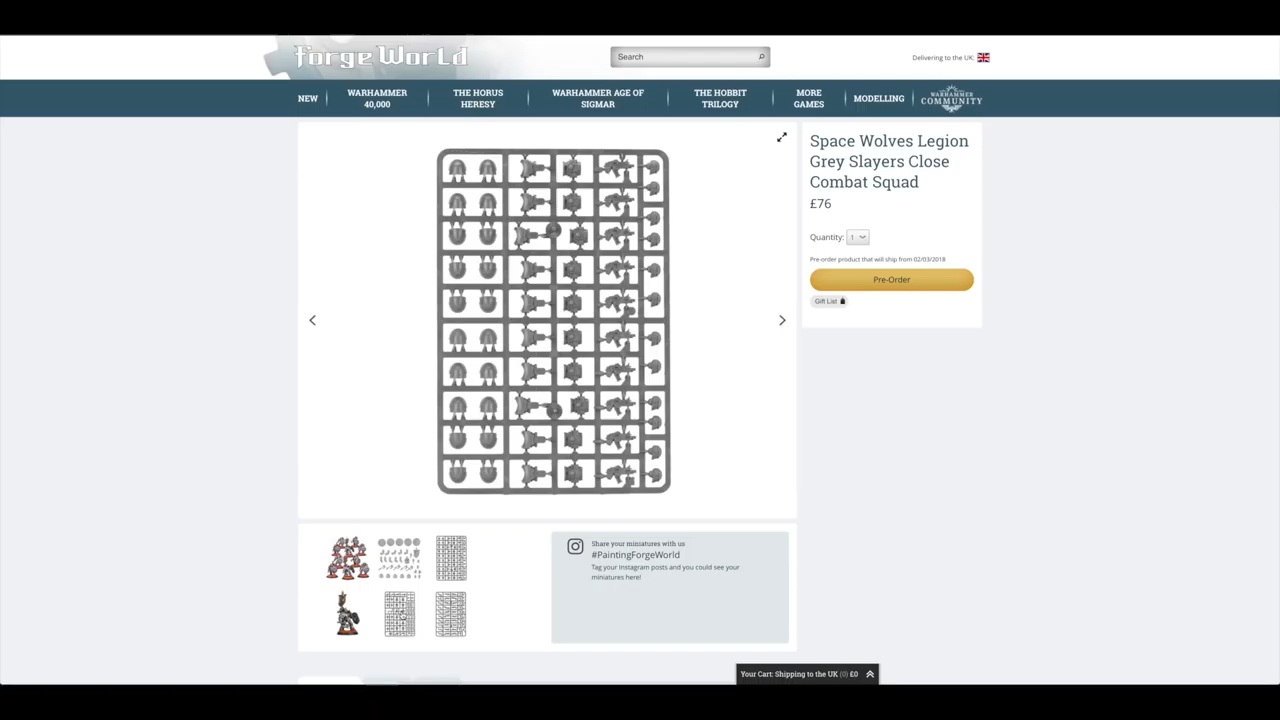 Forge World
Search
Delivering to the UK:
NEW
WARHAMMER
40,000
THE HORUS
HERESY
WARHAMMER AGE OF
SIGMAR
THE HOBBIT
TRILOGY
MORE
GAMES
MODELLING
WARHAMMER
COMMUNITY
Space Wolves Legion
Grey Slayers Close
Combat Squad
£76
Quantity: 1
Pre-order product that will ship from 02/03/2018
Pre-Order
Gift List
Share your miniatures with us
#PaintingForgeWorld
Tag your Instagram posts and you could see your
miniatures here!
Your Cart: Shipping to the UK (0) £0